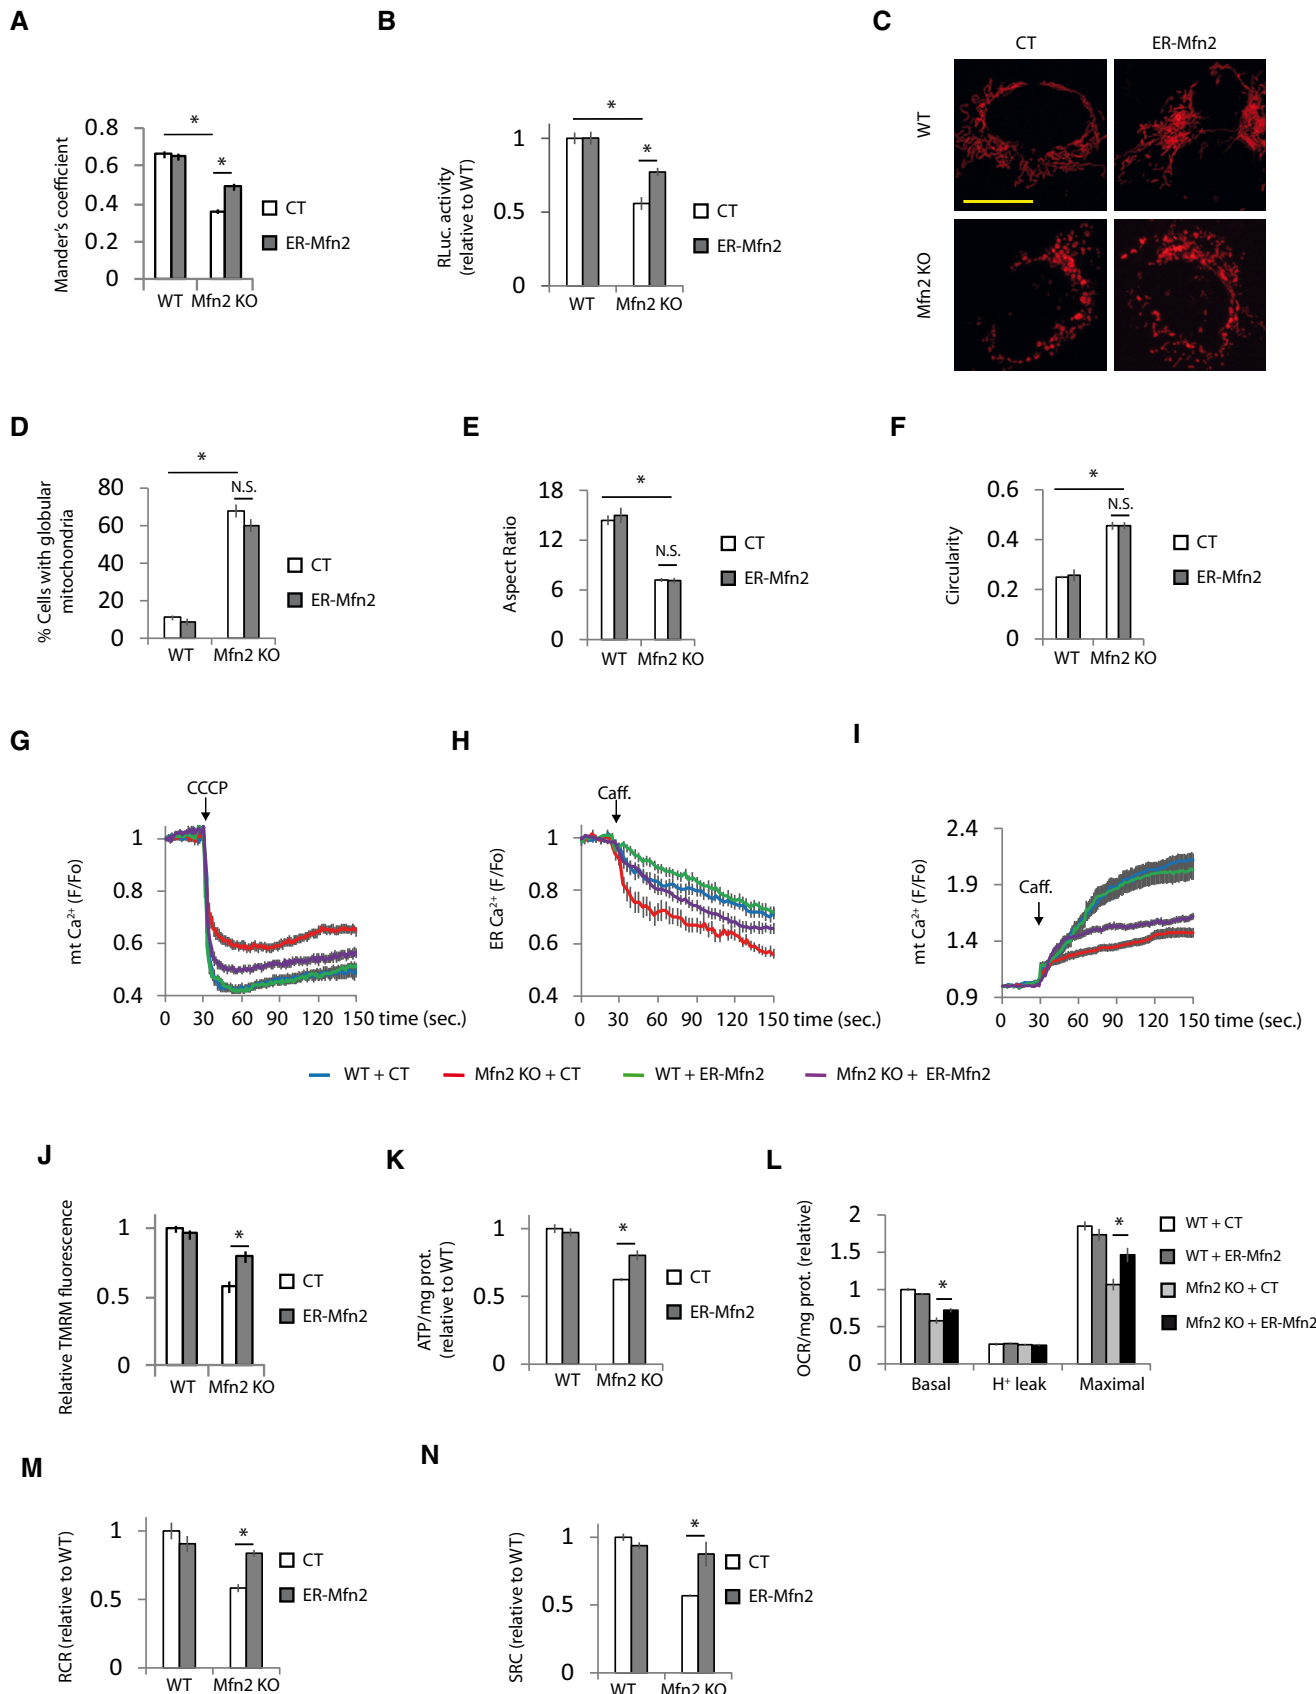 A
B
C
CT
ER-Mfn2
WT
Mfn2 KO
Mander's coefficient
0.8
0.6
0.4
0.2
0
*
*
WT
Mfn2 KO
CT
ER-Mfn2
RLuc. activity
(relative to WT)
1
0.5
0
*
*
WT
Mfn2 KO
CT
ER-Mfn2
D
E
F
% Cells with globular
mitochondria
80
60
40
20
0
*
N.S.
WT
Mfn2 KO
CT
ER-Mfn2
Aspect Ratio
18
12
6
0
*
N.S.
WT
Mfn2 KO
CT
ER-Mfn2
Circularity
0.6
0.4
0.2
0
*
N.S.
WT
Mfn2 KO
CT
ER-Mfn2
G
H
I
mt Ca²⁺ (F/Fo)
1
0.8
0.6
0.4
CCCP
0 30 60 90 120 150 time (sec.)
ER Ca²⁺ (F/Fo)
1
0.8
0.6
0.4
Caff.
0 30 60 90 120 150 time (sec.)
mt Ca²⁺ (F/Fo)
2.4
1.9
1.4
0.9
Caff.
0 30 60 90 120 150 time (sec.)
WT + CT
Mfn2 KO + CT
WT + ER-Mfn2
Mfn2 KO + ER-Mfn2
J
K
L
Relative TMRM fluorescence
1
0.5
0
*
WT
Mfn2 KO
CT
ER-Mfn2
ATP/mg prot.
(relative to WT)
1
0.5
0
*
WT
Mfn2 KO
CT
ER-Mfn2
OCR/mg prot. (relative)
2
1.5
1
0.5
0
*
*
Basal
H⁺ leak
Maximal
WT + CT
WT + ER-Mfn2
Mfn2 KO + CT
Mfn2 KO + ER-Mfn2
M
N
RCR (relative to WT)
1
0.5
0
*
WT
Mfn2 KO
CT
ER-Mfn2
SRC (relative to WT)
1
0.5
0
*
WT
Mfn2 KO
CT
ER-Mfn2